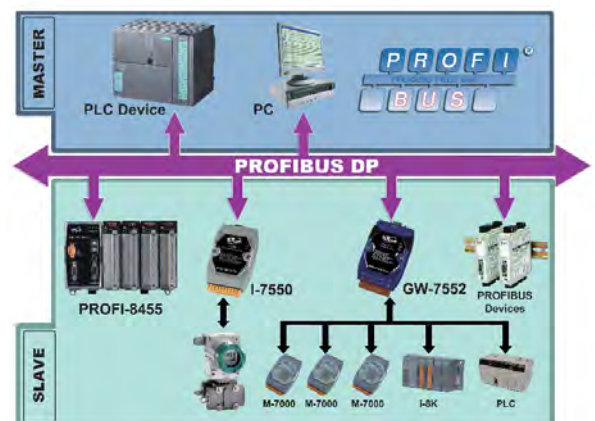 MASTER
PLC Device
PC
PROFI®
BUS
PROFIBUS DP
PROFI-8455
I-7550
GW-7552
PROFIBUS
Devices
SLAVE
M-7000 M-7000 M-7000 I-8K PLC